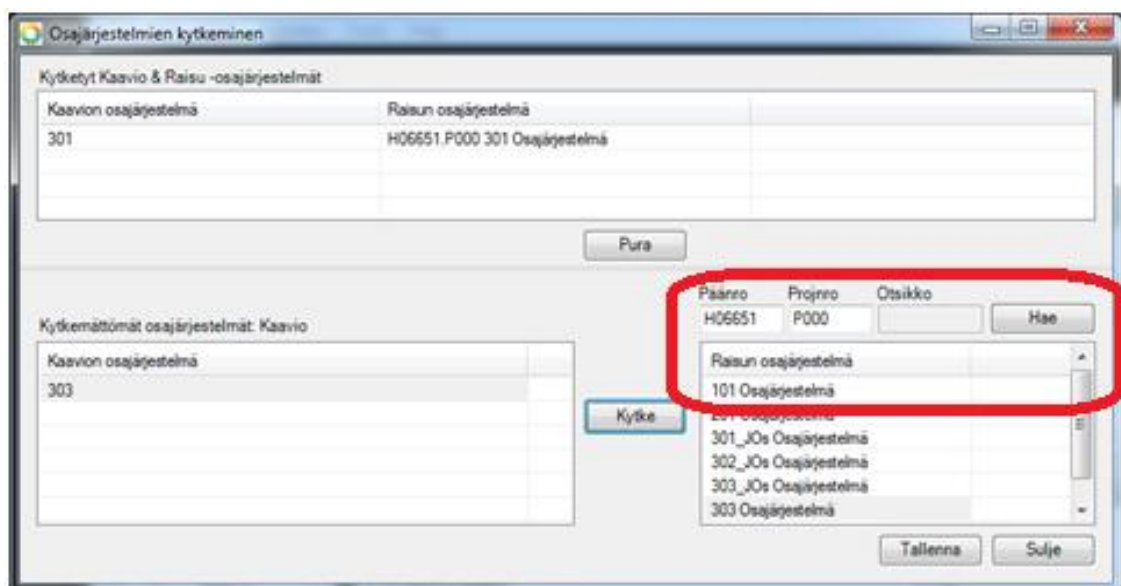 Osajärjestelmien kytkeminen
Kytketyt Kaavio & Raisu -osajärjestelmät
Kaavion osajärjestelmä Raisun osajärjestelmä
301 H06651.P000 301 Osajärjestelmä
Pura
Päänro Projnro Otsikko
H06651 P000 Hae
Kytkemättömät osajärjestelmät: Kaavio
Kaavion osajärjestelmä
303
Kytke
Raisun osajärjestelmä
101 Osajärjestelmä
201 Osajärjestelmä
301_JOs Osajärjestelmä
302_JOs Osajärjestelmä
303_JOs Osajärjestelmä
303 Osajärjestelmä
Tallenna Sulje